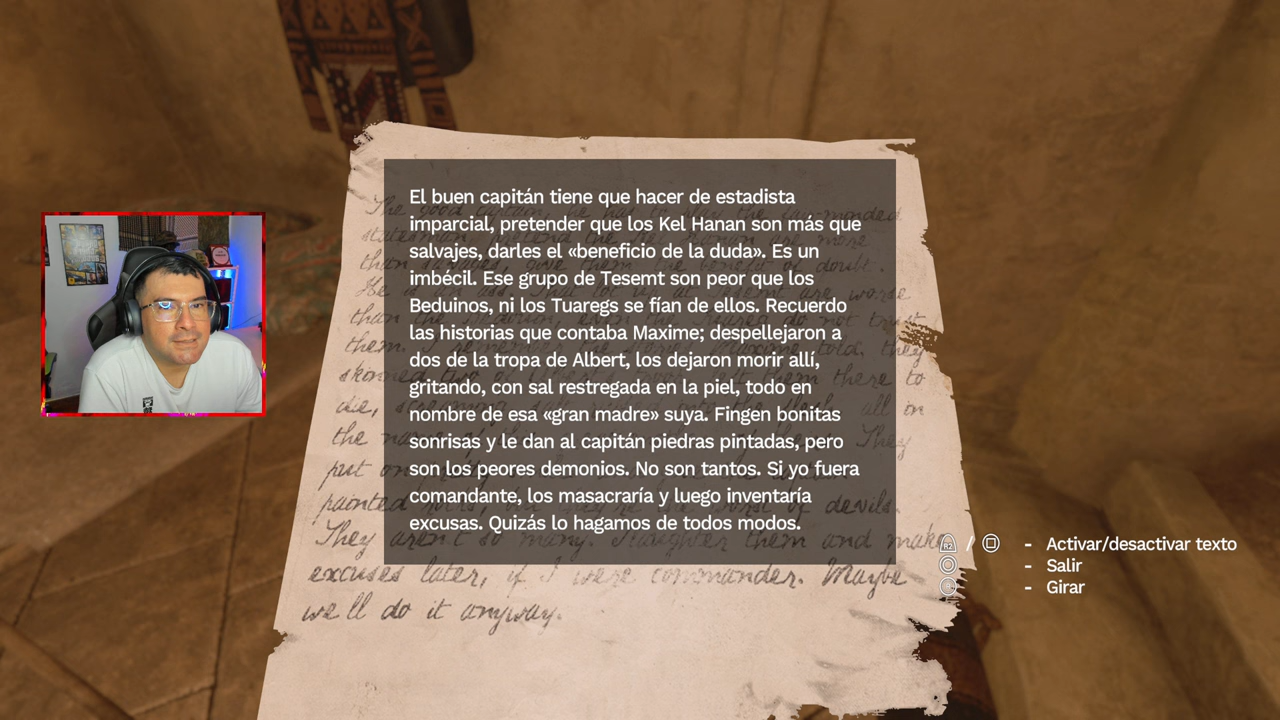 El buen capitán tiene que hacer de estadista
imparcial, pretender que los Kel Hanan son más que
salvajes, darles el «beneficio de la duda». Es un
imbécil. Ese grupo de Tesemt son peor que los
Beduinos, ni los Tuaregs se fían de ellos. Recuerdo
las historias que contaba Maxime; despellejaron a
dos de la tropa de Albert, los dejaron morir allí,
gritando, con sal restregada en la piel, todo en
nombre de esa «gran madre» suya. Fingen bonitas
sonrisas y le dan al capitán piedras pintadas, pero
son los peores demonios. No son tantos. Si yo fuera
comandante, los masacraría y luego inventaría
excusas. Quizás lo hagamos de todos modos.
They aren't so many. Slaughter them and make
excuses later, if I were commander. Maybe
we'll do it anyway.
R2 / - Activar/desactivar texto
- Salir
- Girar